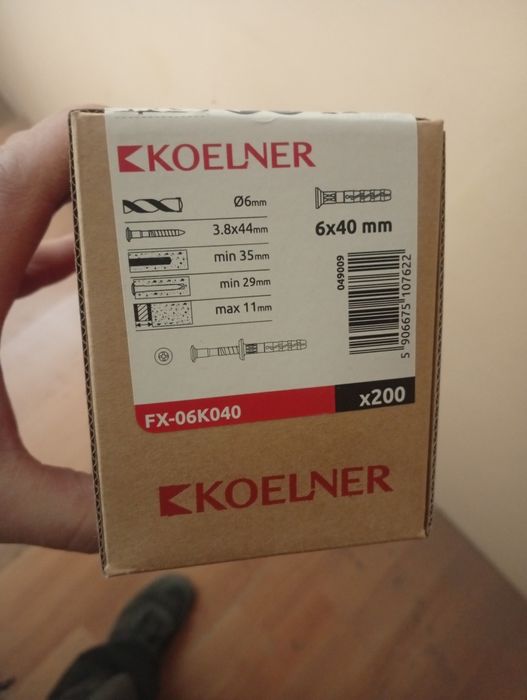 KOELNER
Ø6mm
3.8x44mm
min 35mm
min 29mm
max 11mm
6x40 mm
049009
5 906675 107622
FX-06K040
x200
KOELNER